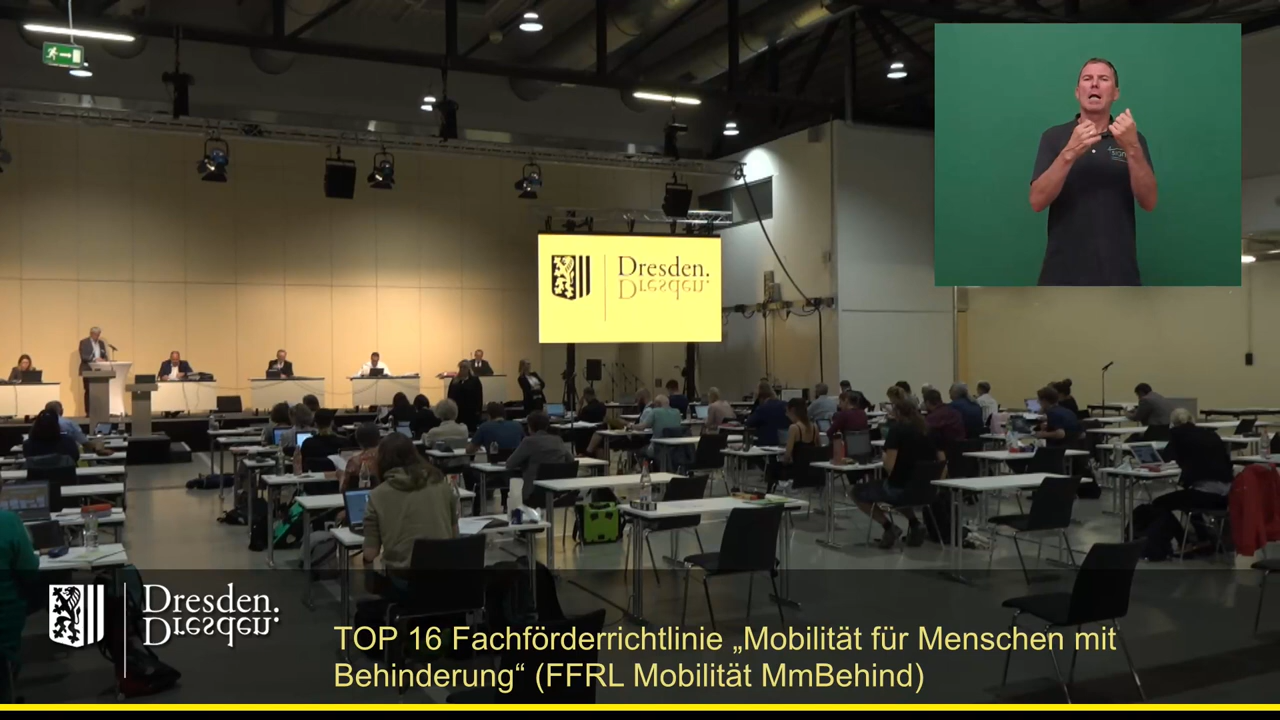 Dresden.
Dresden.
Dresden.
Dresden.
TOP 16 Fachförderrichtlinie „Mobilität für Menschen mit
Behinderung“ (FFRL Mobilität MmBehind)